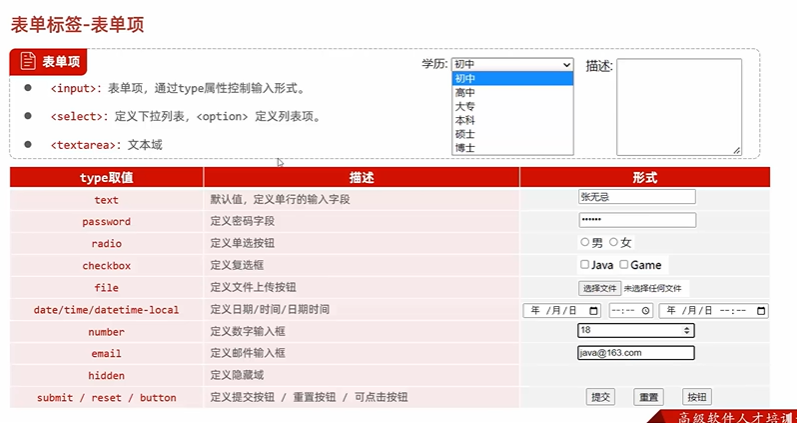 表单标签-表单项
表单项
<input>：表单项，通过type属性控制输入形式。
<select>：定义下拉列表，<option> 定义列表项。
<textarea>：文本域
学历: 初中
初中
高中
大专
本科
硕士
博士
描述:
type取值 描述 形式
text 默认值，定义单行的输入字段 张无忌
password 定义密码字段 ••••••
radio 定义单选按钮 男 女
checkbox 定义复选框 Java Game
file 定义文件上传按钮 选择文件 未选择任何文件
date/time/datetime-local 定义日期/时间/日期时间 年 /月/日 --:-- 年 /月/日 --:--
number 定义数字输入框 18
email 定义邮件输入框 java@163.com
hidden 定义隐藏域
submit / reset / button 定义提交按钮 / 重置按钮 / 可点击按钮 提交 重置 按钮
高级软件人才培训